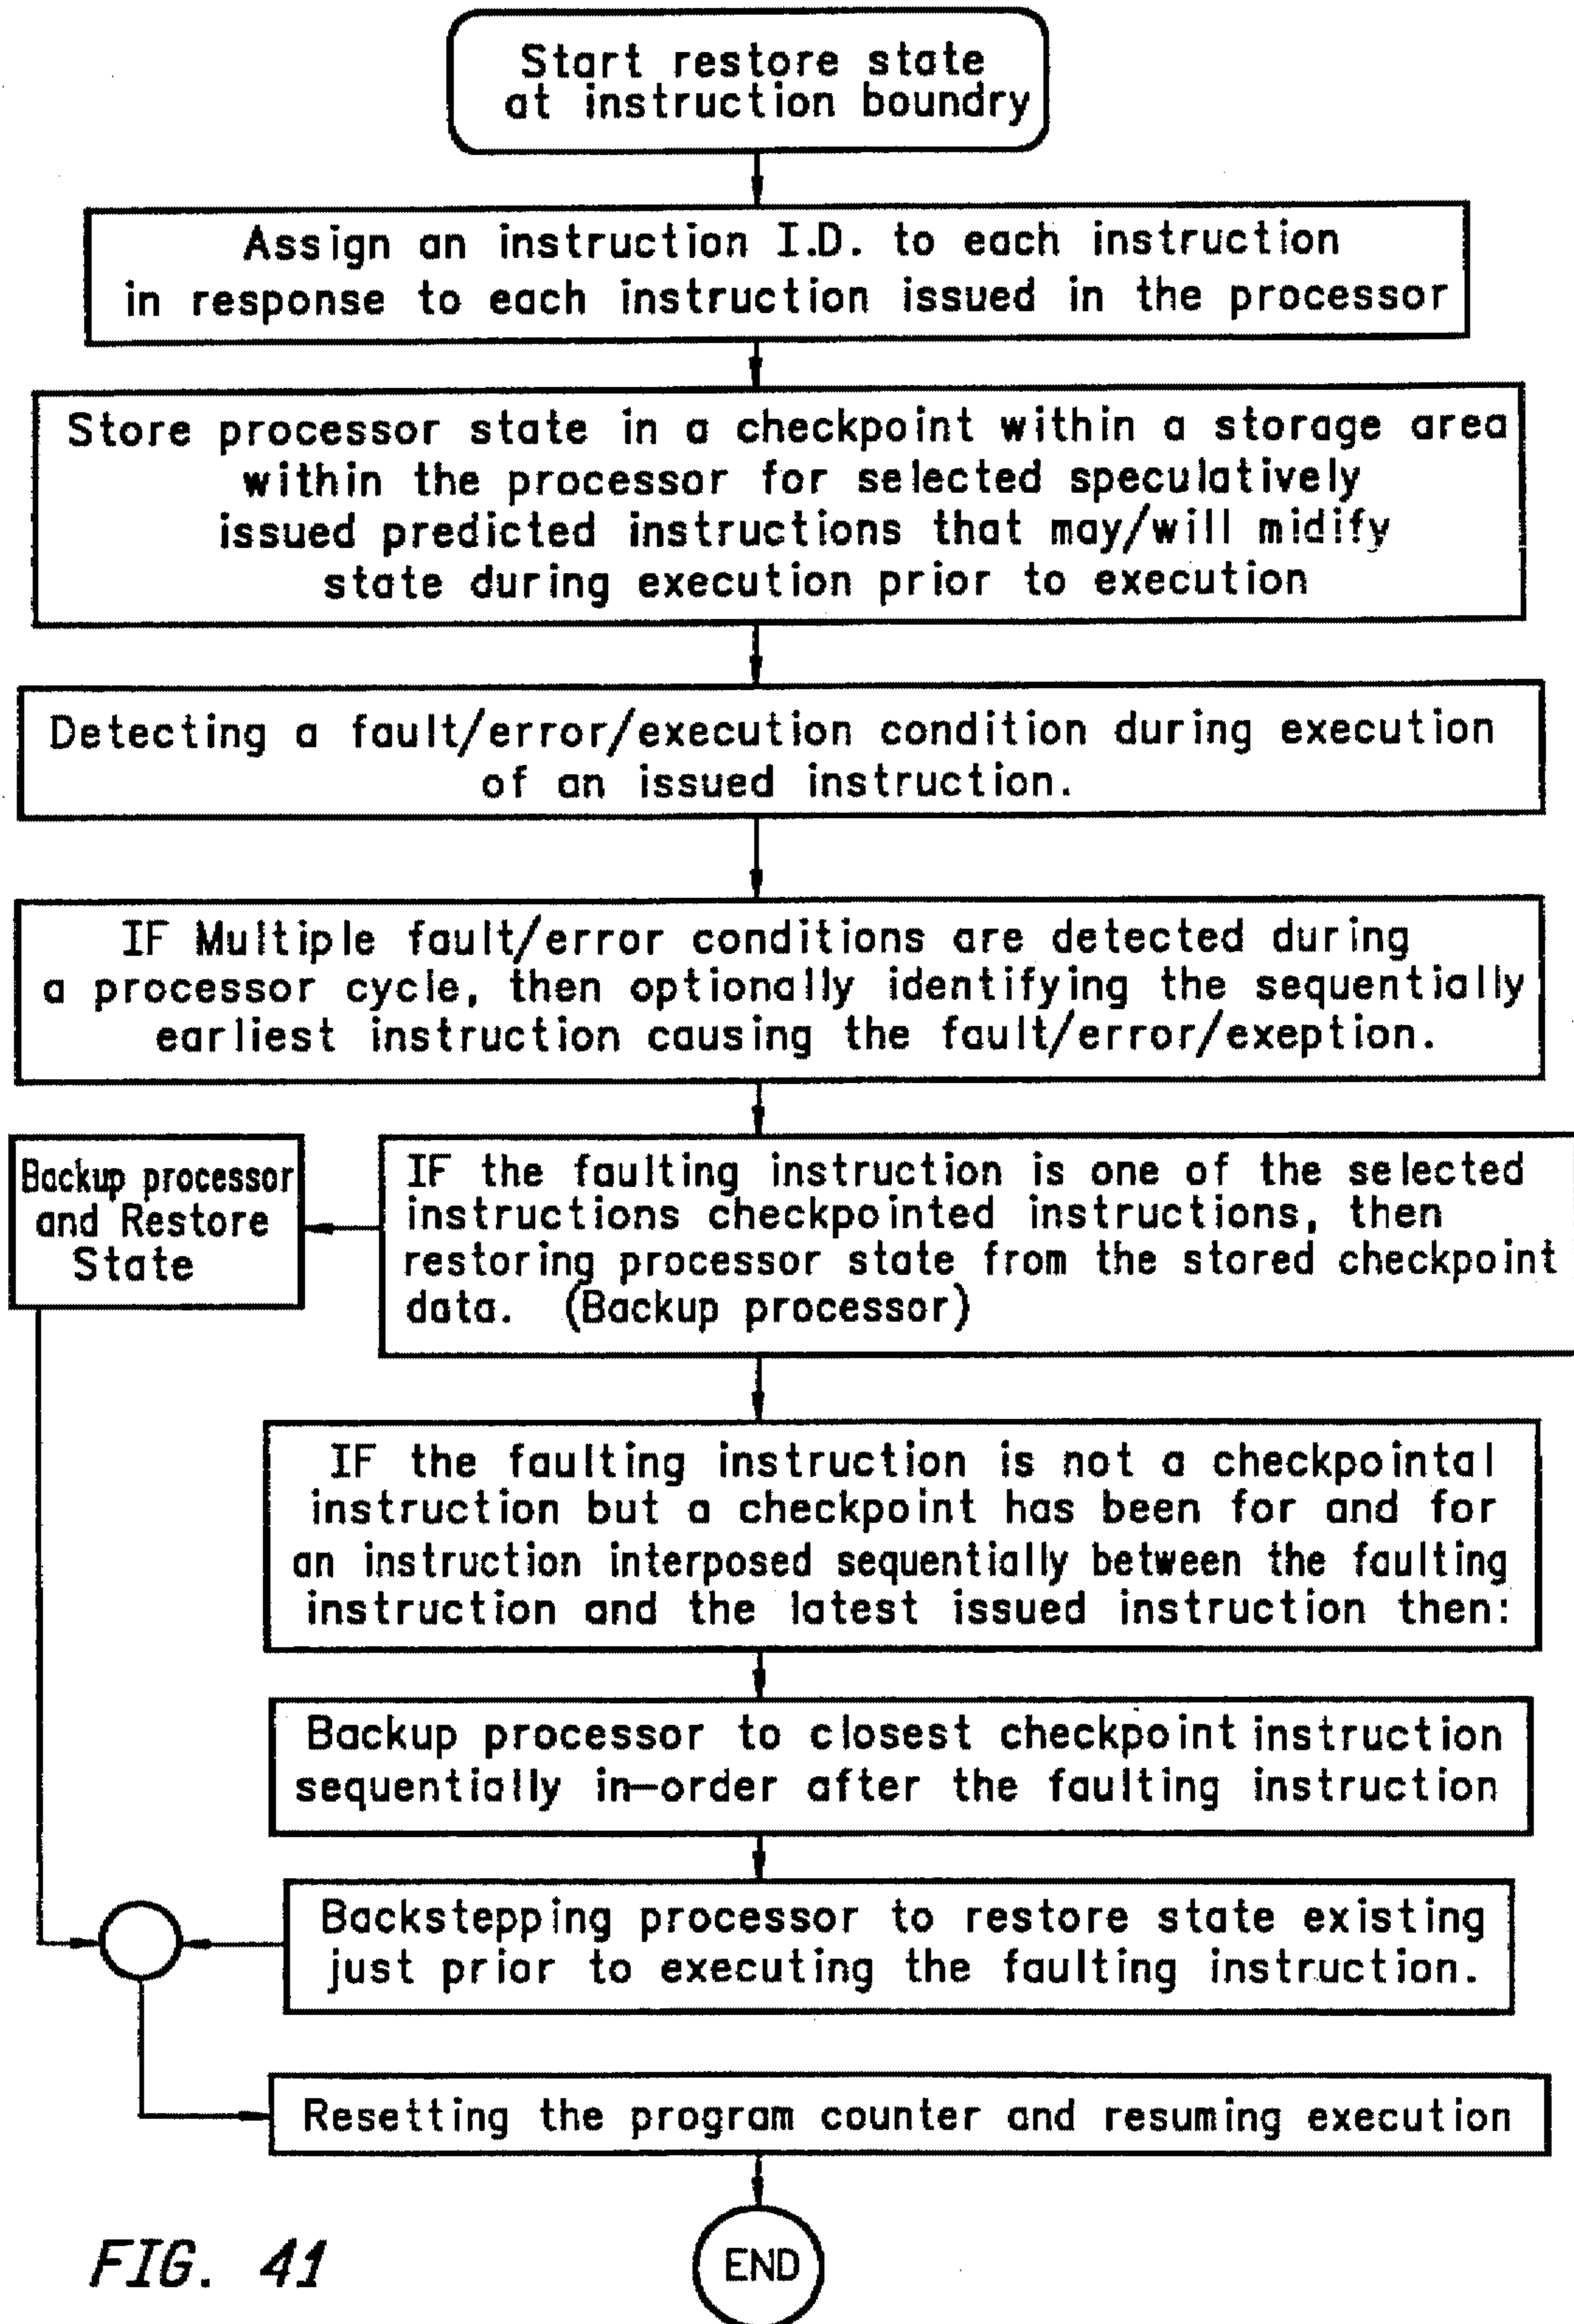 Start restore state
at instruction boundry
Assign an instruction I.D. to each instruction
in response to each instruction issued in the processor
Store processor state in a checkpoint within a storage area
within the processor for selected speculatively
issued predicted instructions that may/will midify
state during execution prior to execution
Detecting a fault/error/execution condition during execution
of an issued instruction.
IF Multiple fault/error conditions are detected during
a processor cycle, then optionally identifying the sequentially
earliest instruction causing the fault/error/exeption.
Backup processor
and Restore
State
IF the faulting instruction is one of the selected
instructions checkpointed instructions, then
restoring processor state from the stored checkpoint
data. (Backup processor)
IF the faulting instruction is not a checkpointal
instruction but a checkpoint has been for and for
an instruction interposed sequentially between the faulting
instruction and the latest issued instruction then:
Backup processor to closest checkpoint instruction
sequentially in-order after the faulting instruction
Backstepping processor to restore state existing
just prior to executing the faulting instruction.
Resetting the program counter and resuming execution
END
FIG. 41